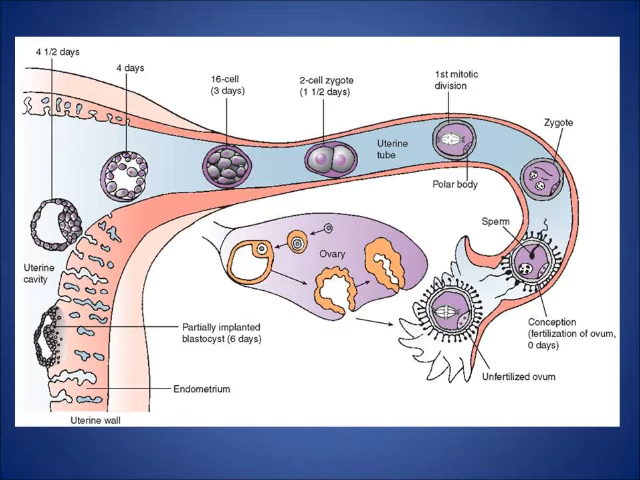 4 1/2 days
4 days
16-cell
(3 days)
2-cell zygote
(1 1/2 days)
1st mitotic
division
Zygote
Uterine
tube
Polar body
Sperm
Ovary
Uterine
cavity
Conception
(fertilization of ovum,
0 days)
Partially implanted
blastocyst (6 days)
Unfertilized ovum
Endometrium
Uterine wall